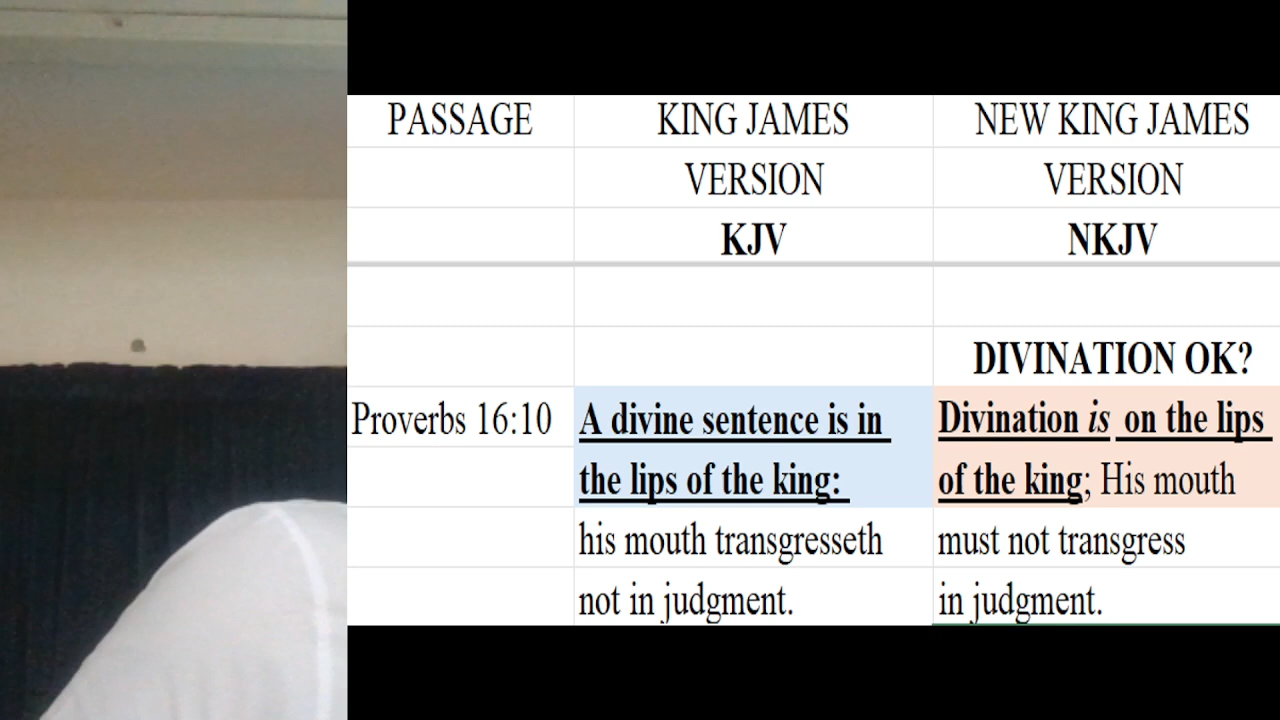 PASSAGE KING JAMES NEW KING JAMES
VERSION VERSION
KJV NKJV
DIVINATION OK?
Proverbs 16:10 A divine sentence is in Divination is on the lips
the lips of the king: of the king; His mouth
his mouth transgresseth must not transgress
not in judgment. in judgment.